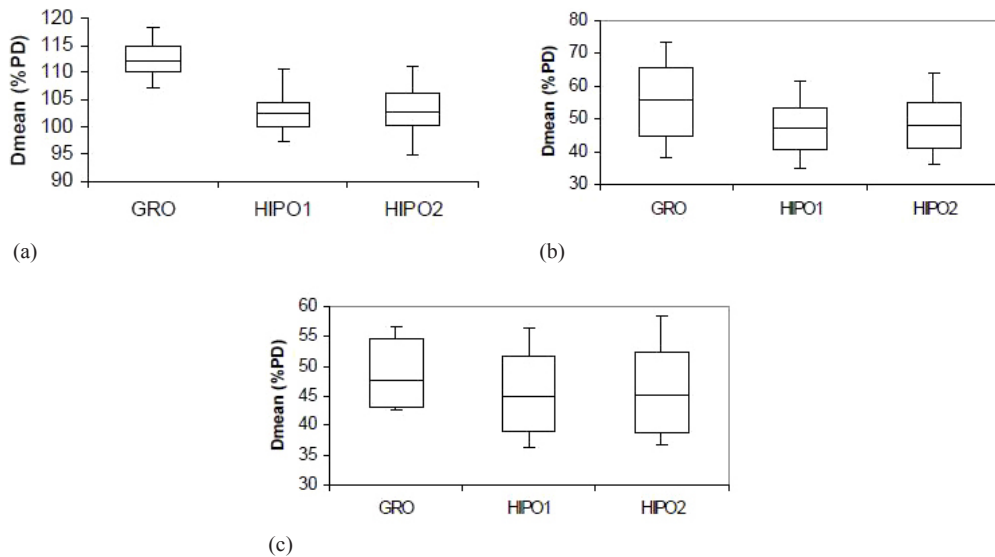 120
115
110
105
100
95
90
Dmean (%PD)
GRO HIPO1 HIPO2
(a)
80
70
60
50
40
30
Dmean (%PD)
GRO HIPO1 HIPO2
(b)
60
55
50
45
40
35
30
Dmean (%PD)
GRO HIPO1 HIPO2
(c)